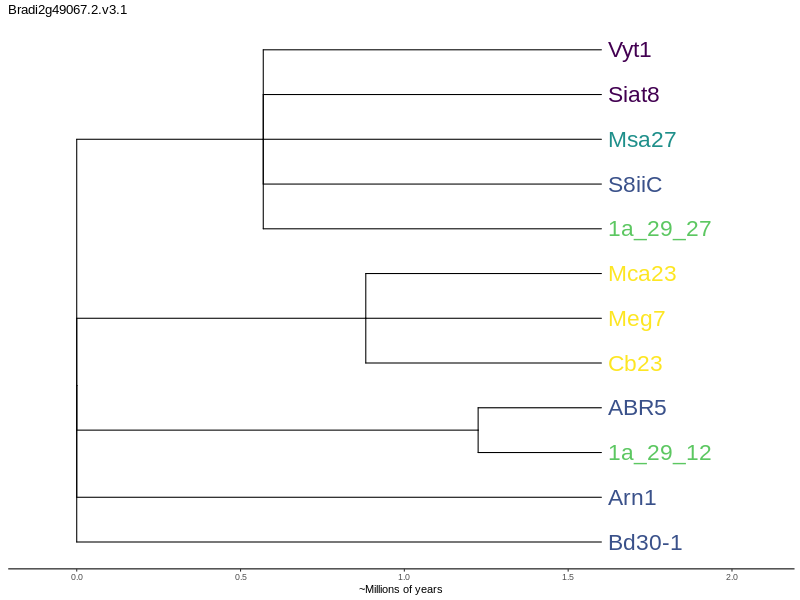 Bradi2g49067.2.v3.1
Vyt1
Siat8
Msa27
S8iiC
1a_29_27
Mca23
Meg7
Cb23
ABR5
1a_29_12
Arn1
Bd30-1
0.0 0.5 1.0 1.5 2.0
~Millions of years